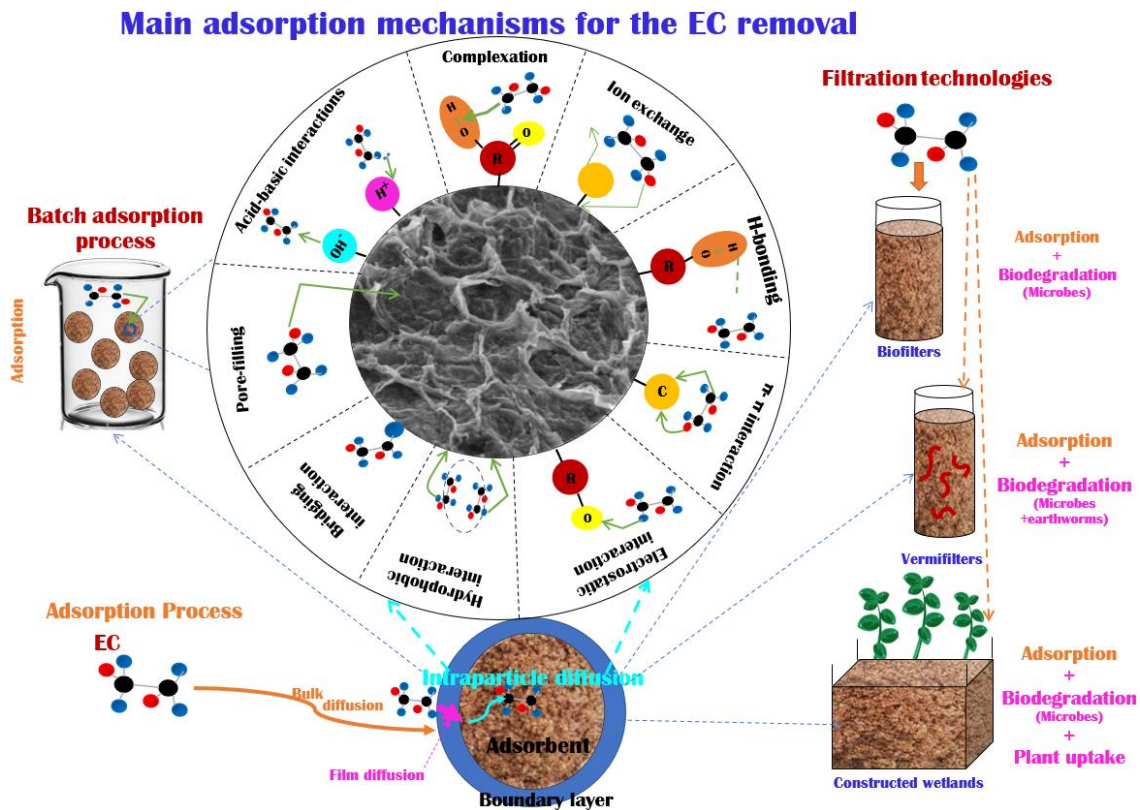 Main adsorption mechanisms for the EC removal
Complexation
H
O
O
R
Ion exchange
H-bonding
R
O
H
π- π interaction
C
Electrostatic
interaction
R
O
Hydrophobic
interaction
Bridging
interaction
Pore-filling
Acid-basic interactions
H+
OH-
Batch adsorption
process
Adsorption
Adsorption Process
EC
Bulk
diffusion
Film diffusion
Intraparticle diffusion
Adsorbent
Boundary layer
Filtration technologies
Adsorption
+
Biodegradation
(Microbes)
Biofilters
Adsorption
+
Biodegradation
(Microbes
+earthworms)
Vermifilters
Adsorption
+
Biodegradation
(Microbes)
+
Plant uptake
Constructed wetlands